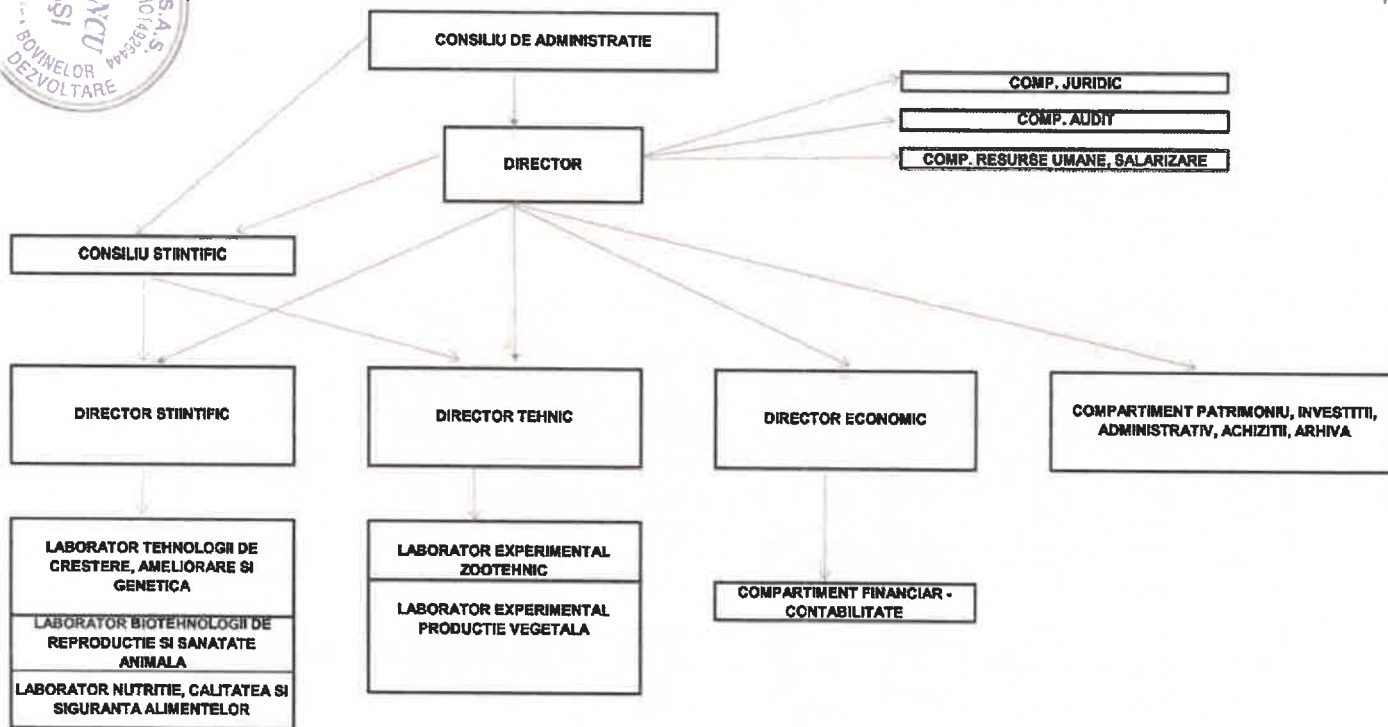 S.A.S.
BOVINELOR
DEZVOLTARE
CONSILIU DE ADMINISTRATIE
COMP. JURIDIC
COMP. AUDIT
COMP. RESURSE UMANE, SALARIZARE
DIRECTOR
CONSILIU STIINTIFIC
DIRECTOR STIINTIFIC
DIRECTOR TEHNIC
DIRECTOR ECONOMIC
COMPARTIMENT PATRIMONIU, INVESTITII,
ADMINISTRATIV, ACHIZITII, ARHIVA
LABORATOR TEHNOLOGII DE
CRESTERE, AMELIORARE SI
GENETICA
LABORATOR BIOTEHNOLOGII DE
REPRODUCTIE SI SANATATE
ANIMALA
LABORATOR NUTRITIE, CALITATEA SI
SIGURANTA ALIMENTELOR
LABORATOR EXPERIMENTAL
ZOOTEHNIC
LABORATOR EXPERIMENTAL
PRODUCTIE VEGETALA
COMPARTIMENT FINANCIAR -
CONTABILITATE